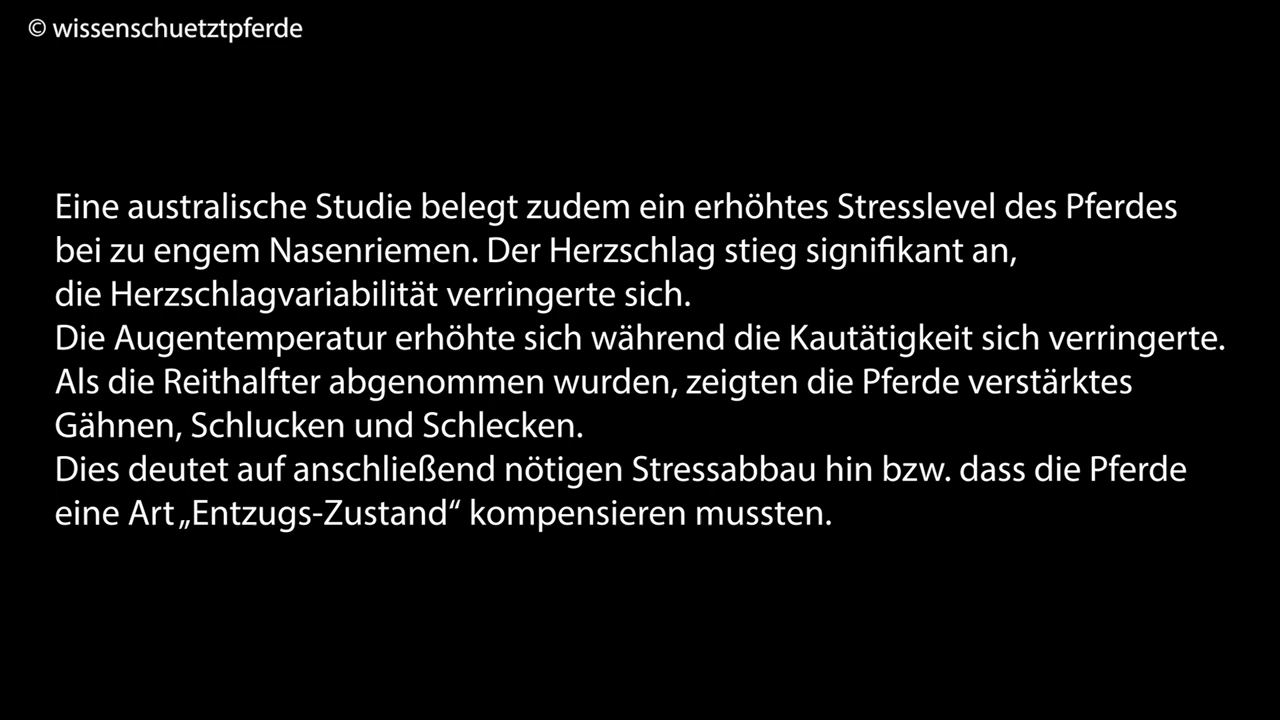 © wissenschuetztpferde
Eine australische Studie belegt zudem ein erhöhtes Stresslevel des Pferdes
bei zu engem Nasenriemen. Der Herzschlag stieg signifikant an,
die Herzschlagvariabilität verringerte sich.
Die Augentemperatur erhöhte sich während die Kautätigkeit sich verringerte.
Als die Reithalfter abgenommen wurden, zeigten die Pferde verstärktes
Gähnen, Schlucken und Schlecken.
Dies deutet auf anschließend nötigen Stressabbau hin bzw. dass die Pferde
eine Art „Entzugs-Zustand“ kompensieren mussten.